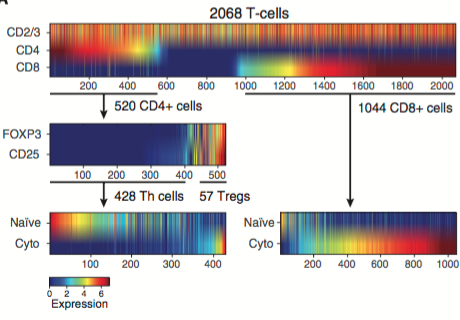 2068 T-cells
CD2/3
CD4
CD8
200 400 600 800 1000 1200 1400 1600 1800 2000
520 CD4+ cells
1044 CD8+ cells
FOXP3
CD25
100 200 300 400 500
428 Th cells 57 Tregs
Naïve
Cyto
100 200 300 400
Naïve
Cyto
200 400 600 800 1000
0 2 4 6
Expression